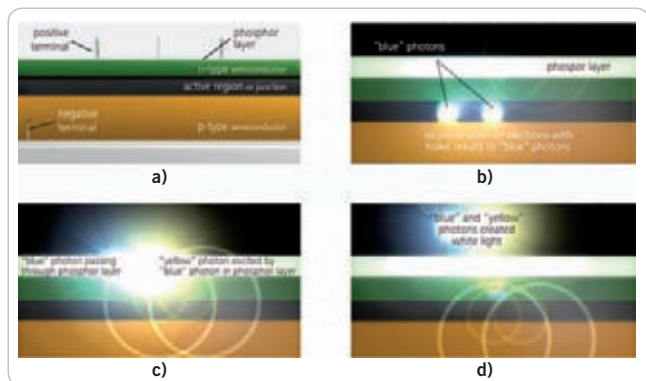 positive
terminal
phosphor
layer
n-type semiconductor
active region or junction
negative
terminal
p-type semiconductor
a)
"blue" photons
phospor layer
recombination of electrons with
holes result to "blue" photons
b)
"blue" photon passing
through phosphor layer
"yellow" photon excited by
"blue" photon in phosphor layer
c)
"blue" and "yellow"
photons created
white light
d)